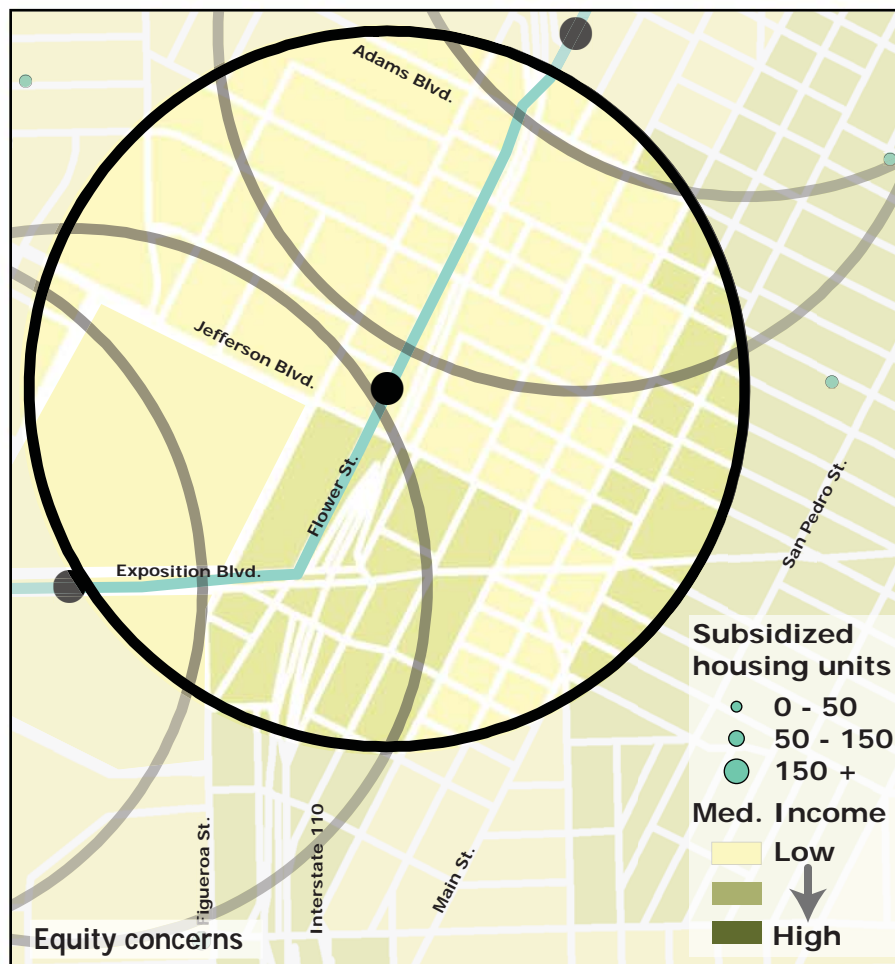 Adams Blvd.
Jefferson Blvd.
Flower St.
Exposition Blvd.
San Pedro St.
Figueroa St.
Interstate 110
Main St.
Subsidized
housing units
0 - 50
50 - 150
150 +
Med. Income
Low
High
Equity concerns